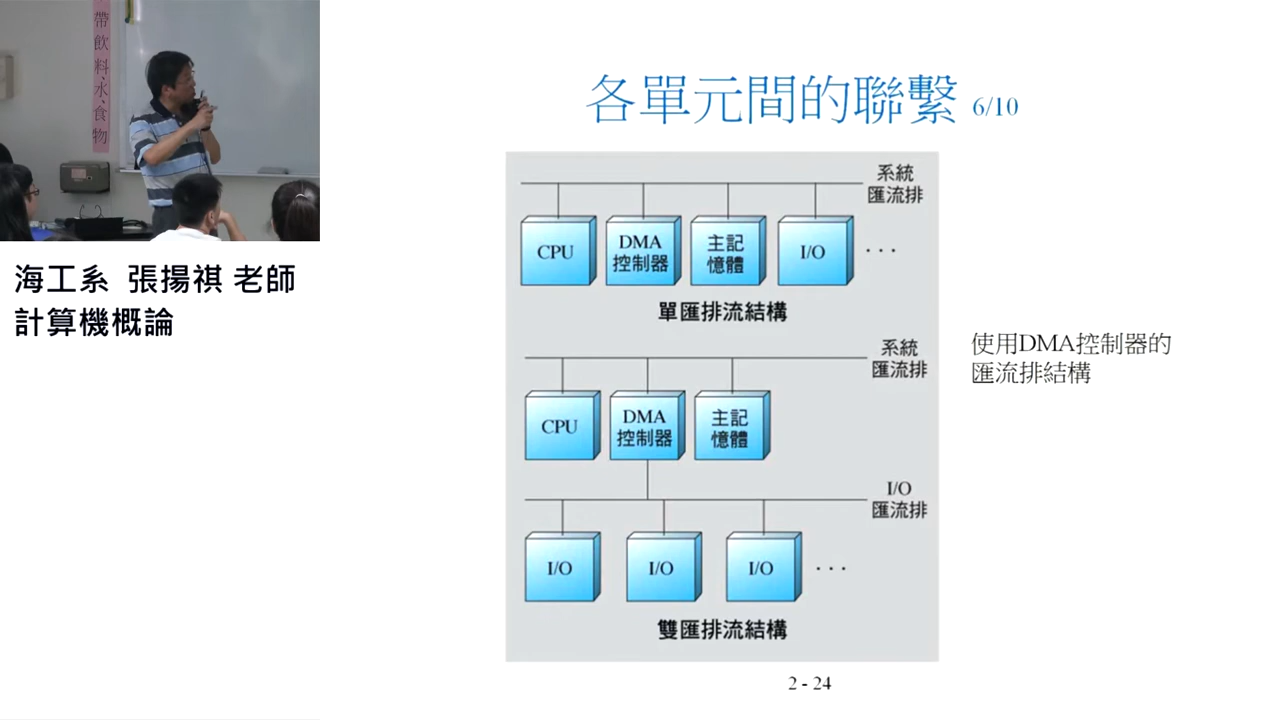 帶飲料、水、食物
海工系 張揚祺 老師
計算機概論
各單元間的聯繫 6/10
系統
匯流排
CPU
DMA
控制器
主記
憶體
I/O
...
單匯排流結構
系統
匯流排
CPU
DMA
控制器
主記
憶體
I/O
匯流排
I/O
I/O
I/O
...
雙匯排流結構
使用DMA控制器的
匯流排結構
2 - 24